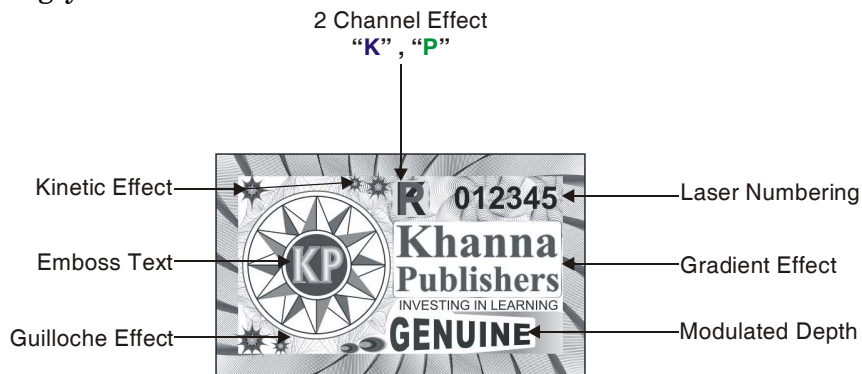 2 Channel Effect
“K” , “P”
Kinetic Effect
Laser Numbering
012345
Emboss Text
KP
Khanna
Publishers
INVESTING IN LEARNING
Gradient Effect
Guilloche Effect
GENUINE
Modulated Depth